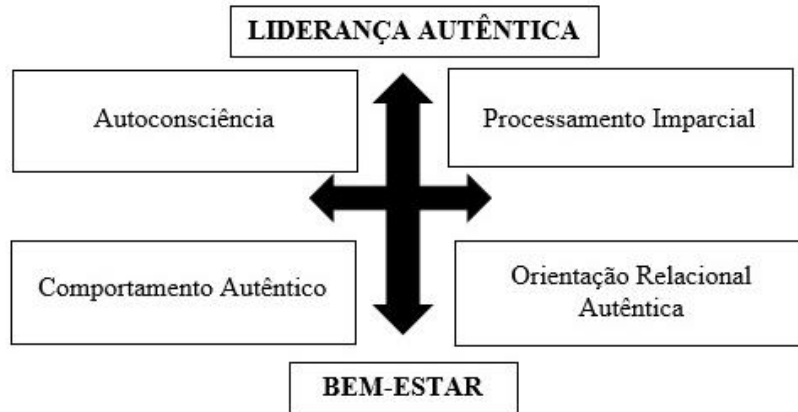 LIDERANÇA AUTÊNTICA
Autoconsciência
Processamento Imparcial
Comportamento Autêntico
Orientação Relacional
Autêntica
BEM-ESTAR